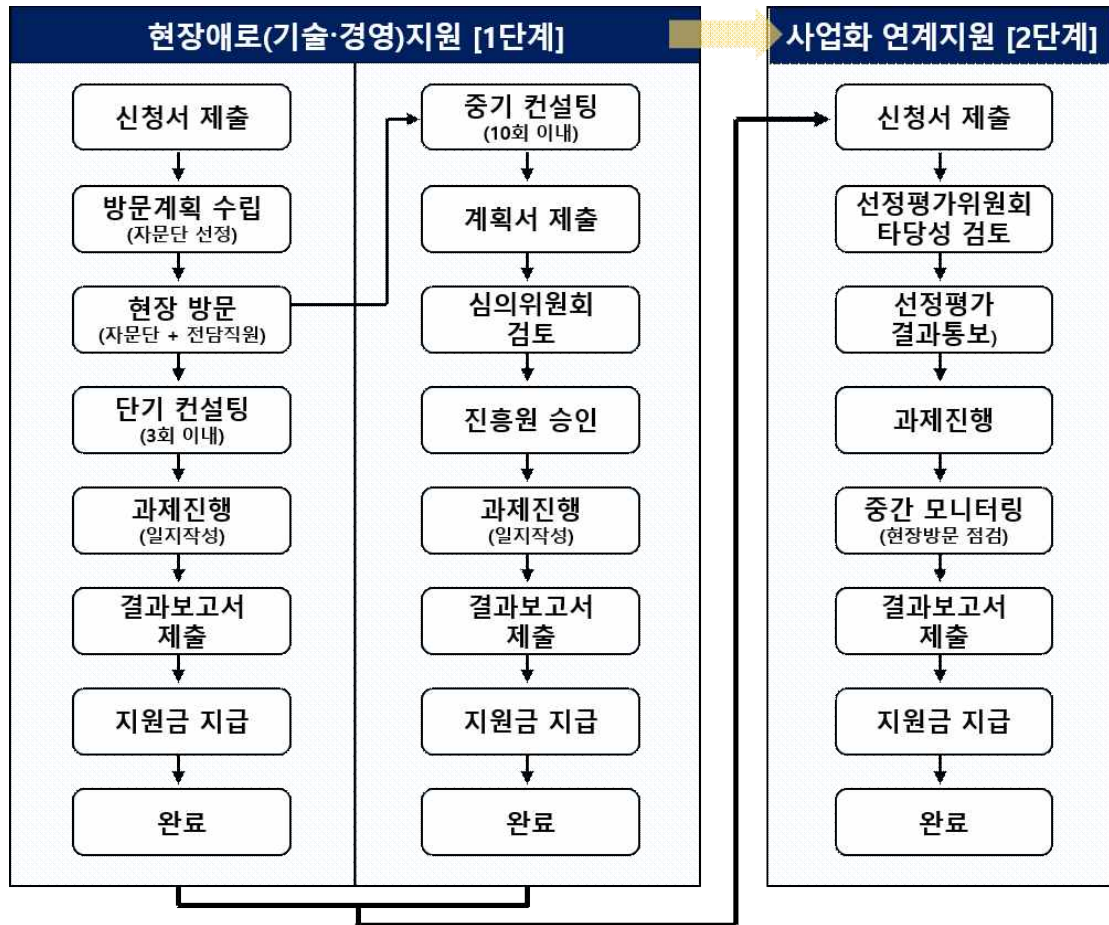 현장애로(기술·경영)지원 [1단계]
신청서 제출
방문계획 수립
(자문단 선정)
현장 방문
(자문단 + 전담직원)
단기 컨설팅
(3회 이내)
과제진행
(일지작성)
결과보고서
제출
지원금 지급
완료
중기 컨설팅
(10회 이내)
계획서 제출
심의위원회
검토
진흥원 승인
과제진행
(일지작성)
결과보고서
제출
지원금 지급
완료
사업화 연계지원 [2단계]
신청서 제출
선정평가위원회
타당성 검토
선정평가
결과통보)
과제진행
중간 모니터링
(현장방문 점검)
결과보고서
제출
지원금 지급
완료